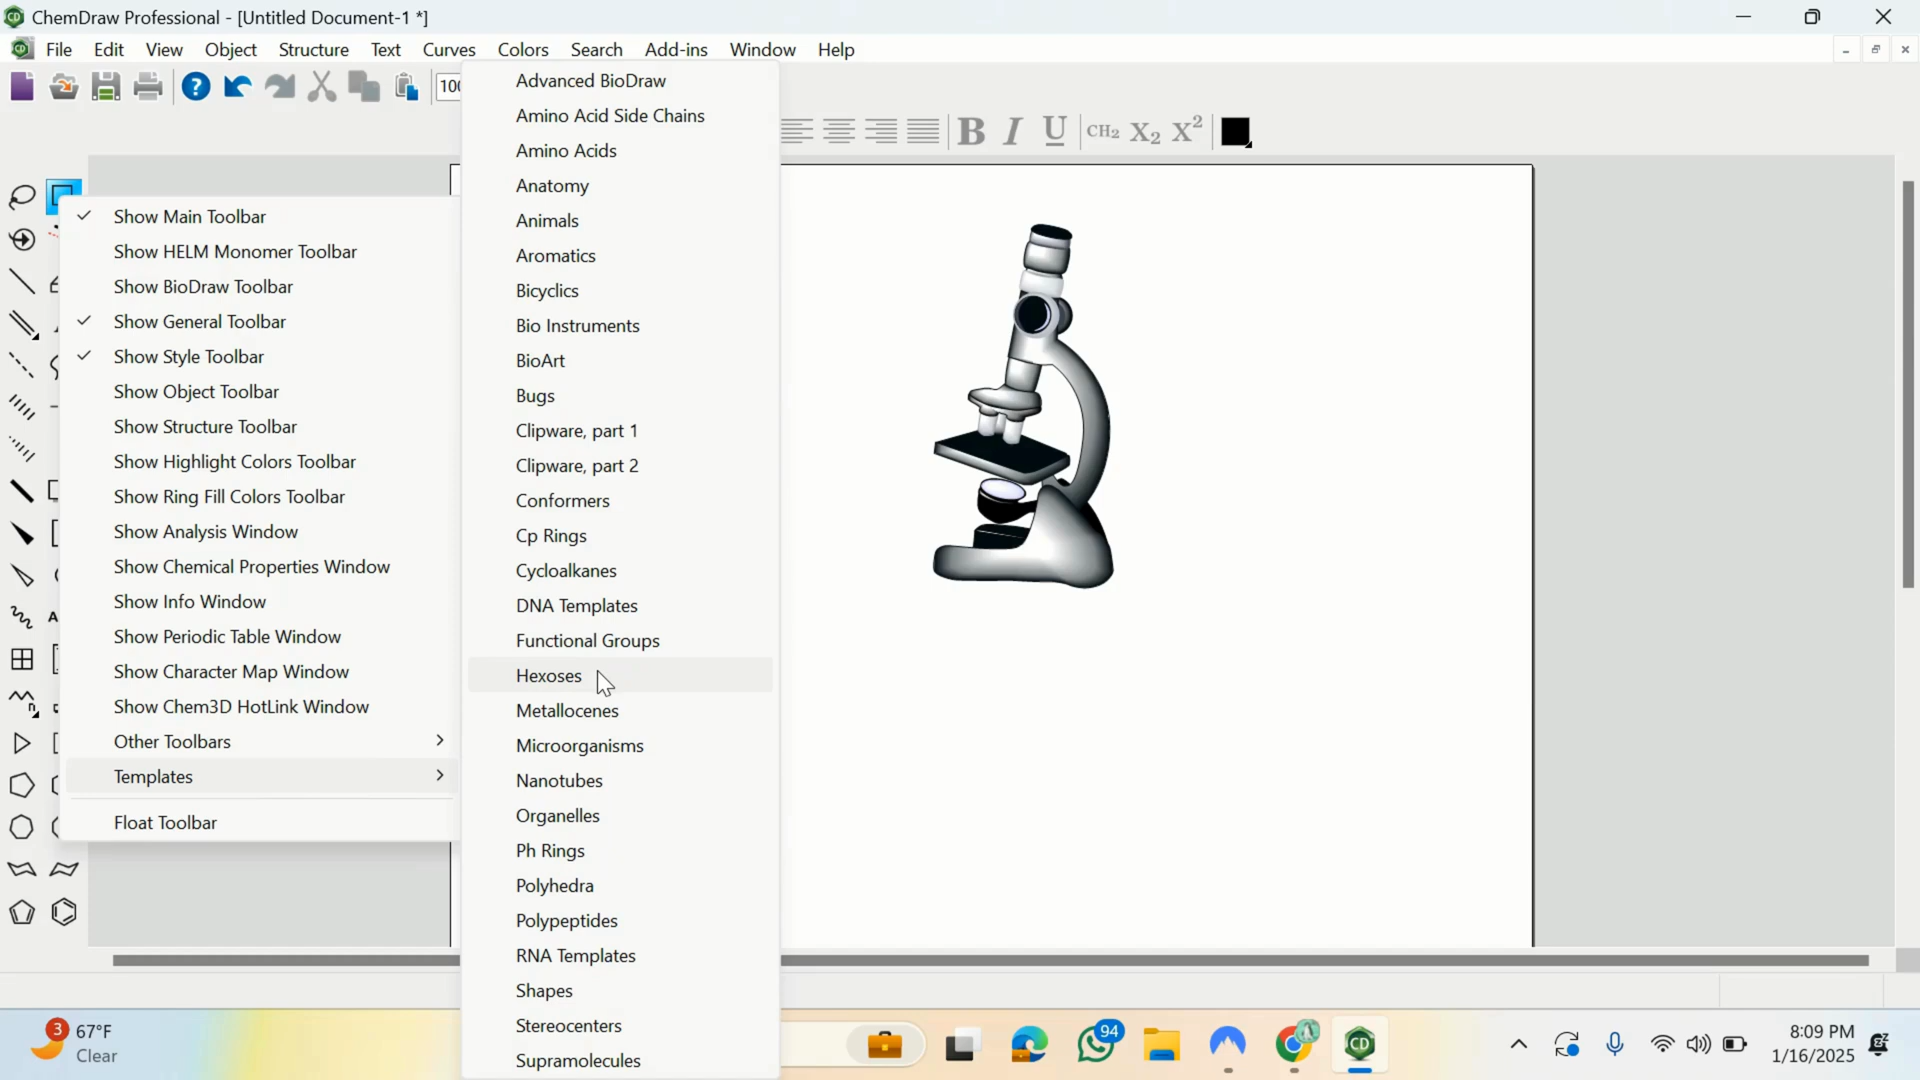 ChemDraw Professional - [Untitled Document-1 *]
File Edit View Object Structure Text Curves Colors Search Add-ins Window Help
100
B I U CH2 X2 X2
Show Main Toolbar
Show HELM Monomer Toolbar
Show BioDraw Toolbar
Show General Toolbar
Show Style Toolbar
Show Object Toolbar
Show Structure Toolbar
Show Highlight Colors Toolbar
Show Ring Fill Colors Toolbar
Show Analysis Window
Show Chemical Properties Window
Show Info Window
Show Periodic Table Window
Show Character Map Window
Show Chem3D HotLink Window
Other Toolbars
Templates
Float Toolbar
Advanced BioDraw
Amino Acid Side Chains
Amino Acids
Anatomy
Animals
Aromatics
Bicyclics
Bio Instruments
BioArt
Bugs
Clipware, part 1
Clipware, part 2
Conformers
Cp Rings
Cycloalkanes
DNA Templates
Functional Groups
Hexoses
Metallocenes
Microorganisms
Nanotubes
Organelles
Ph Rings
Polyhedra
Polypeptides
RNA Templates
Shapes
Stereocenters
Supramolecules
3
67°F
Clear
94
CD
8:09 PM
1/16/2025